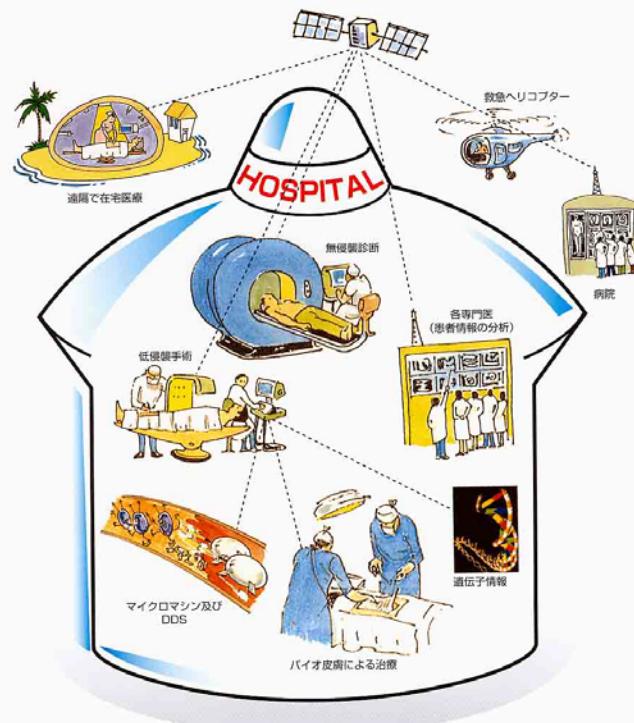 救急ヘリコプター
遠隔で在宅医療
HOSPITAL
病院
無侵襲診断
各専門医
(患者情報の分析)
低侵襲手術
マイクロマシン及び
DDS
遺伝子情報
バイオ皮膚による治療